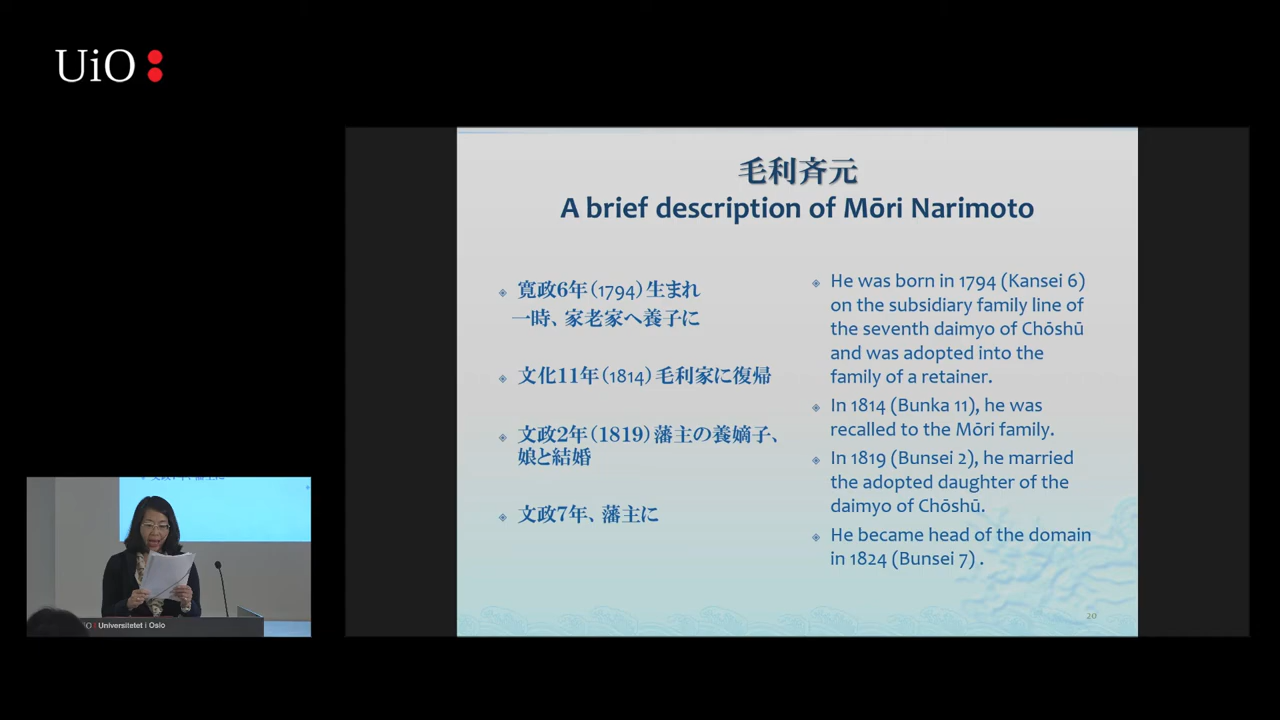 UiO:
毛利斉元
A brief description of Mōri Narimoto
寛政6年（1794）生まれ
一時、家老家へ養子に
文化11年（1814）毛利家に復帰
文政2年（1819）藩主の養嫡子、
娘と結婚
文政7年、藩主に
He was born in 1794 (Kansei 6)
on the subsidiary family line of
the seventh daimyo of Chōshū
and was adopted into the
family of a retainer.
In 1814 (Bunka 11), he was
recalled to the Mōri family.
In 1819 (Bunsei 2), he married
the adopted daughter of the
daimyo of Chōshū.
He became head of the domain
in 1824 (Bunsei 7) .
20
Universitetet i Oslo